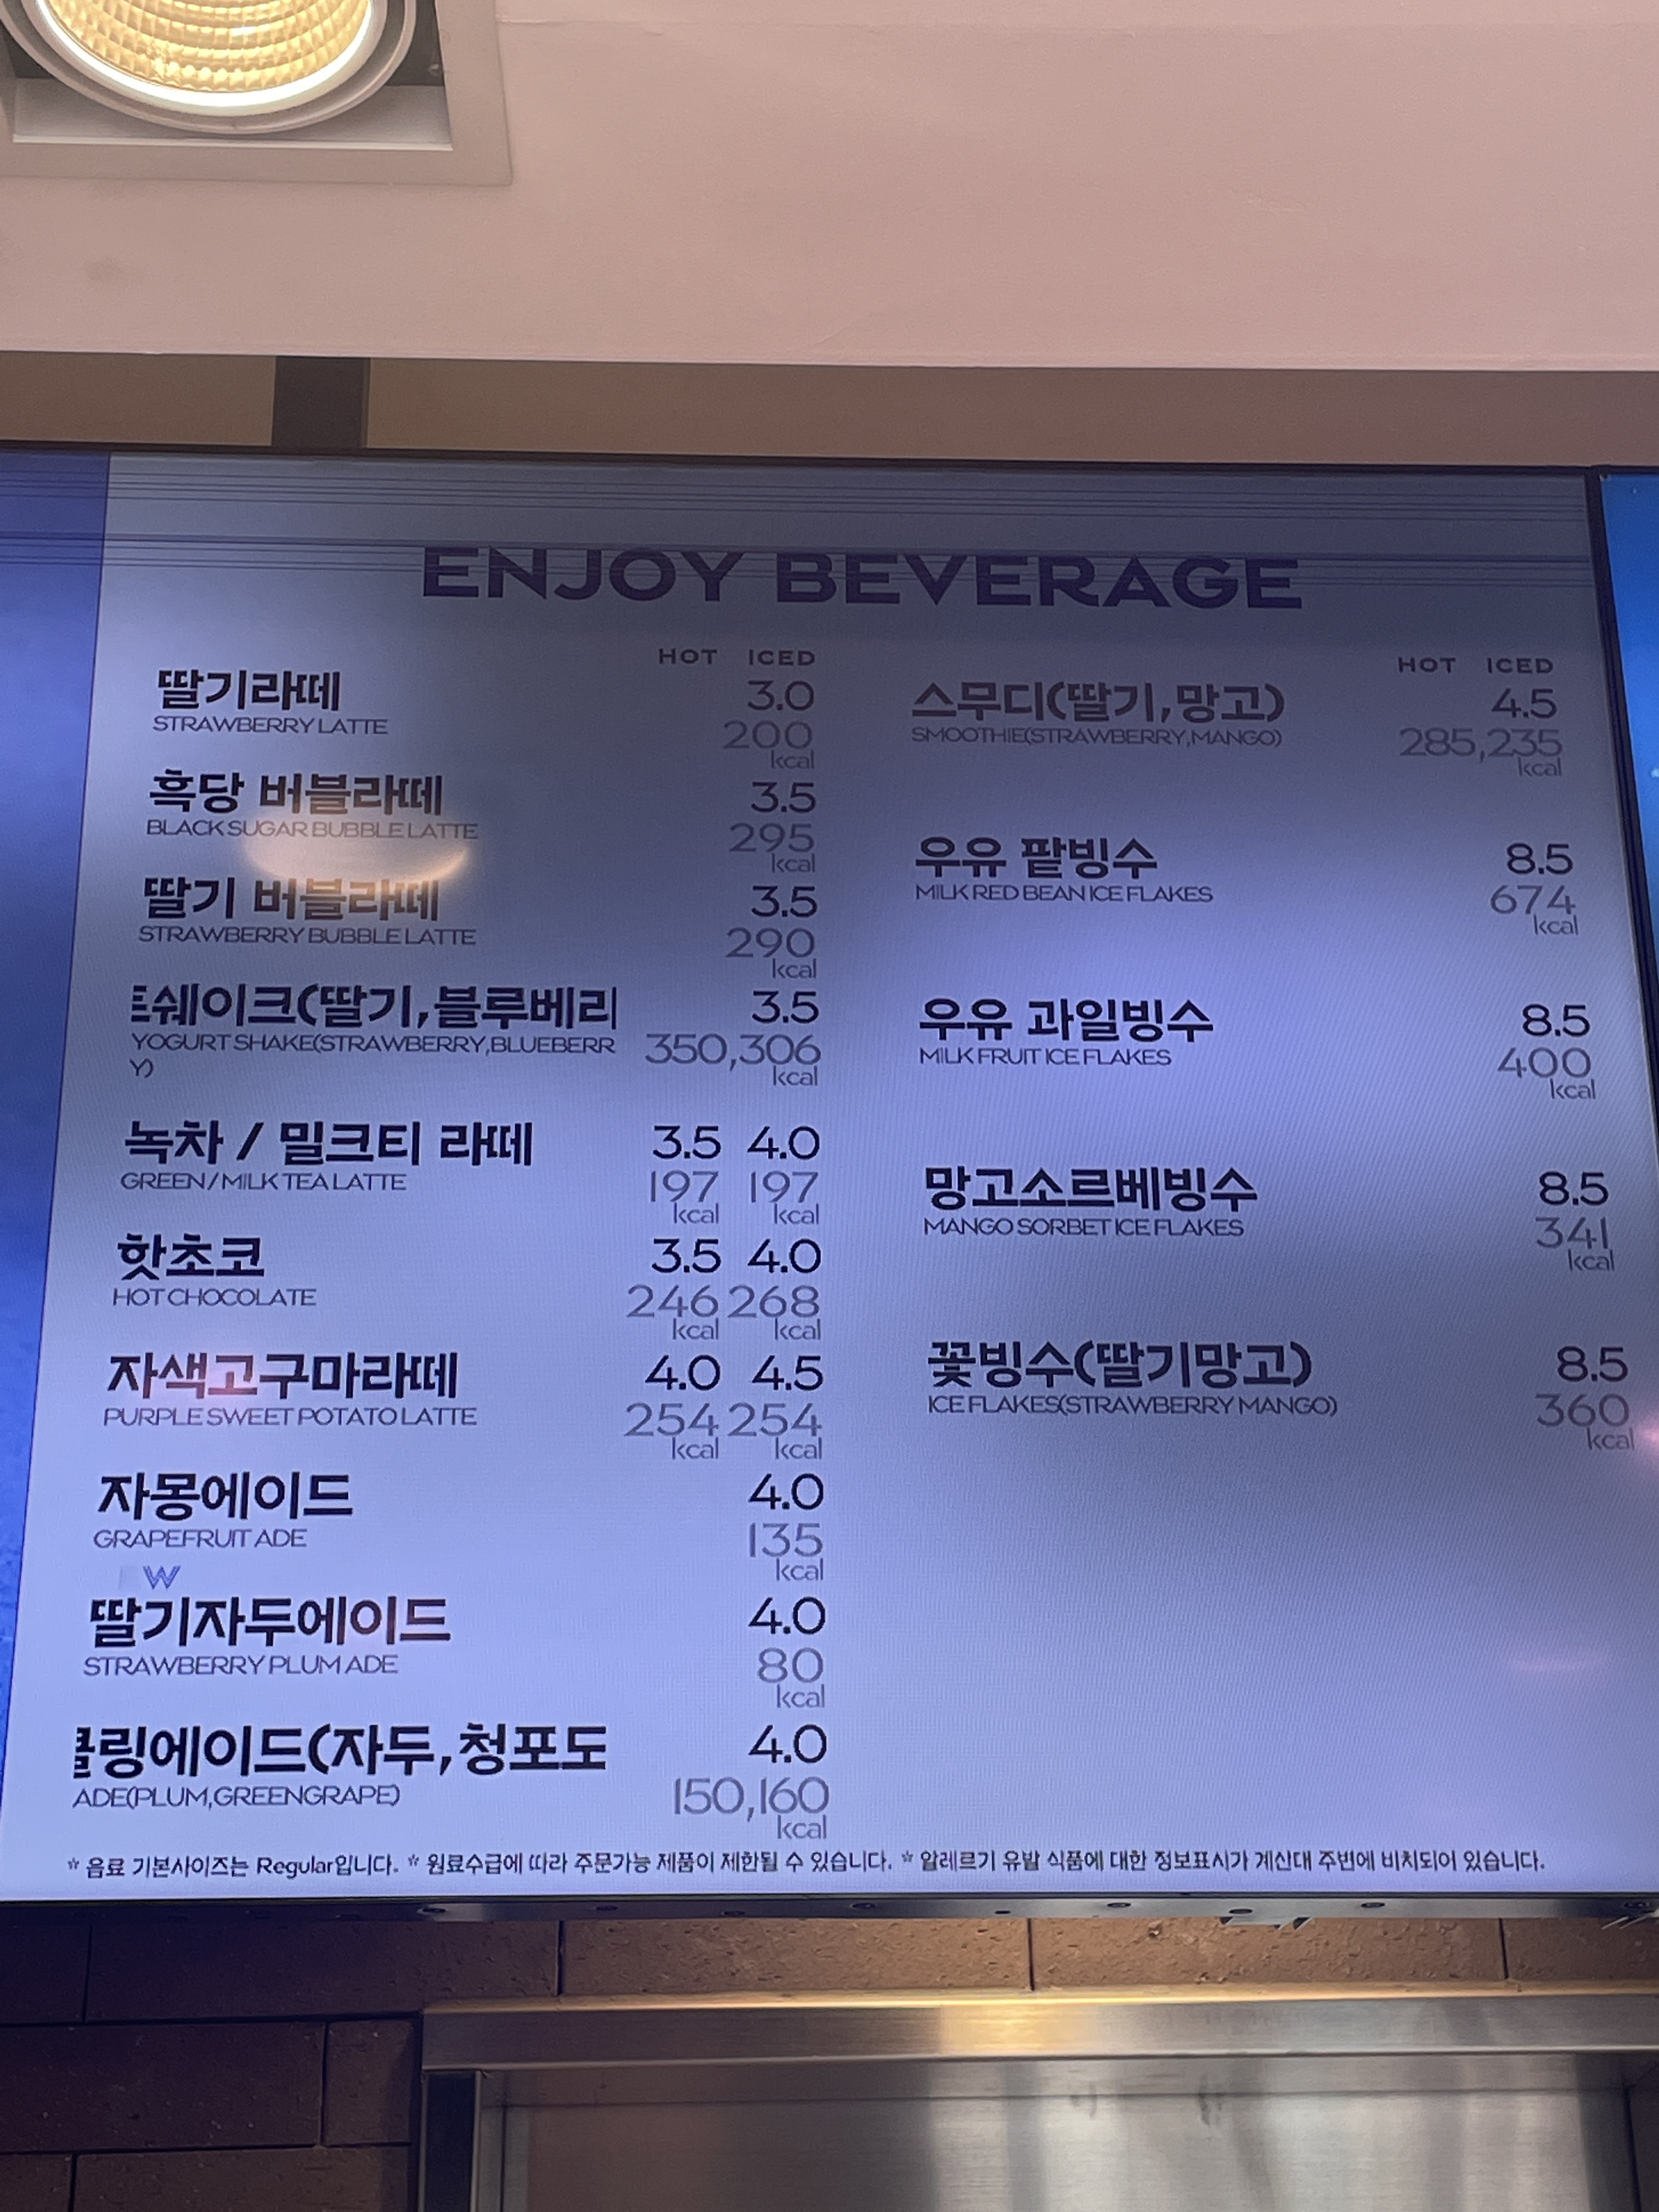 ENJOY BEVERAGE
HOT ICED
딸기라떼 3.0
STRAWBERRY LATTE 200
kcal
흑당 버블라떼 3.5
BLACK SUGAR BUBBLE LATTE 295
kcal
딸기 버블라떼 3.5
STRAWBERRY BUBBLE LATTE 290
kcal
트쉐이크(딸기,블루베리 3.5
YOGURT SHAKE(STRAWBERRY,BLUEBERR 350,306
Y) kcal
녹차 / 밀크티 라떼 3.5 4.0
GREEN / MILK TEA LATTE 197 197
kcal kcal
핫초코 3.5 4.0
HOT CHOCOLATE 246 268
kcal kcal
자색고구마라떼 4.0 4.5
PURPLE SWEET POTATO LATTE 254 254
kcal kcal
자몽에이드 4.0
GRAPEFRUIT ADE 135
kcal
W
딸기자두에이드 4.0
STRAWBERRY PLUM ADE 80
kcal
링에이드(자두,청포도 4.0
ADE(PLUM,GREENGRAPE) 150,160
kcal
HOT ICED
스무디(딸기,망고) 4.5
SMOOTHIE(STRAWBERRY,MANGO) 285,235
kcal
우유 팥빙수 8.5
MILK RED BEAN ICE FLAKES 674
kcal
우유 과일빙수 8.5
MILK FRUIT ICE FLAKES 400
kcal
망고소르베빙수 8.5
MANGO SORBET ICE FLAKES 341
kcal
꽃빙수(딸기망고) 8.5
ICE FLAKES(STRAWBERRY MANGO) 360
kcal
* 음료 기본사이즈는 Regular입니다. * 원료수급에 따라 주문가능 제품이 제한될 수 있습니다. * 알레르기 유발 식품에 대한 정보표시가 계산대 주변에 비치되어 있습니다.